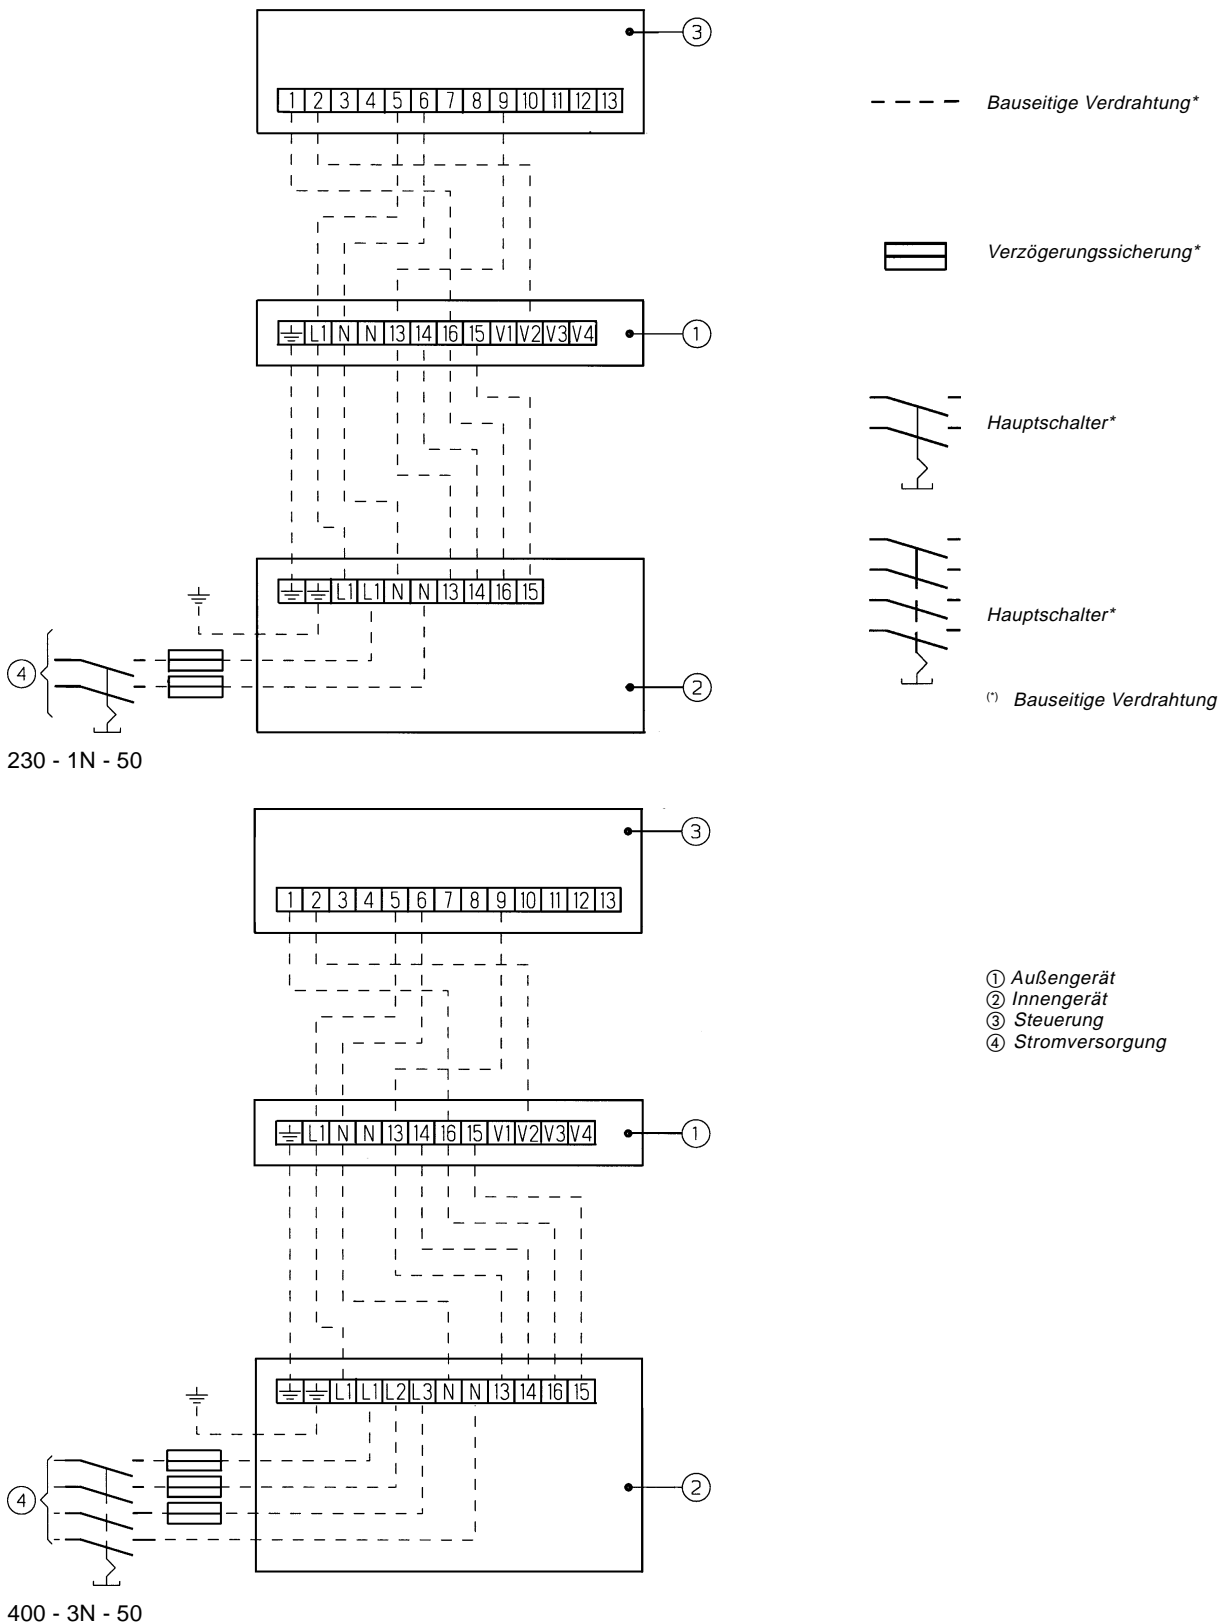 3
1 2 3 4 5 6 7 8 9 10 11 12 13
Bauseitige Verdrahtung*
Verzögerungssicherung*
L1 N N 13 14 16 15 V1 V2 V3 V4
1
Hauptschalter*
L1 L1 N N 13 14 16 15
Hauptschalter*
4
2
(*) Bauseitige Verdrahtung
230 - 1N - 50
3
1 2 3 4 5 6 7 8 9 10 11 12 13
1 Außengerät
2 Innengerät
3 Steuerung
4 Stromversorgung
L1 N N 13 14 16 15 V1 V2 V3 V4
1
L1 L1 L2 L3 N N 13 14 16 15
4
2
400 - 3N - 50